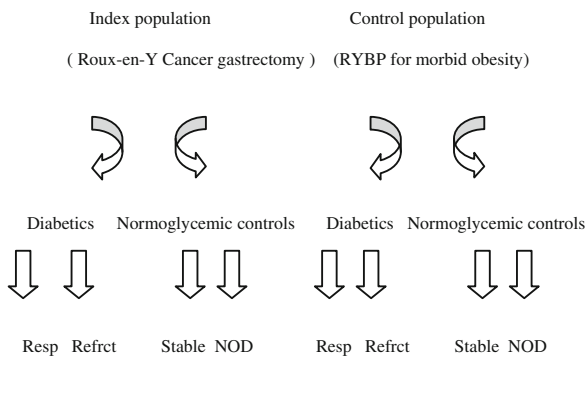 Index population Control population
( Roux-en-Y Cancer gastrectomy ) (RYBP for morbid obesity)
Diabetics Normoglycemic controls Diabetics Normoglycemic controls
Resp Refrct Stable NOD Resp Refrct Stable NOD